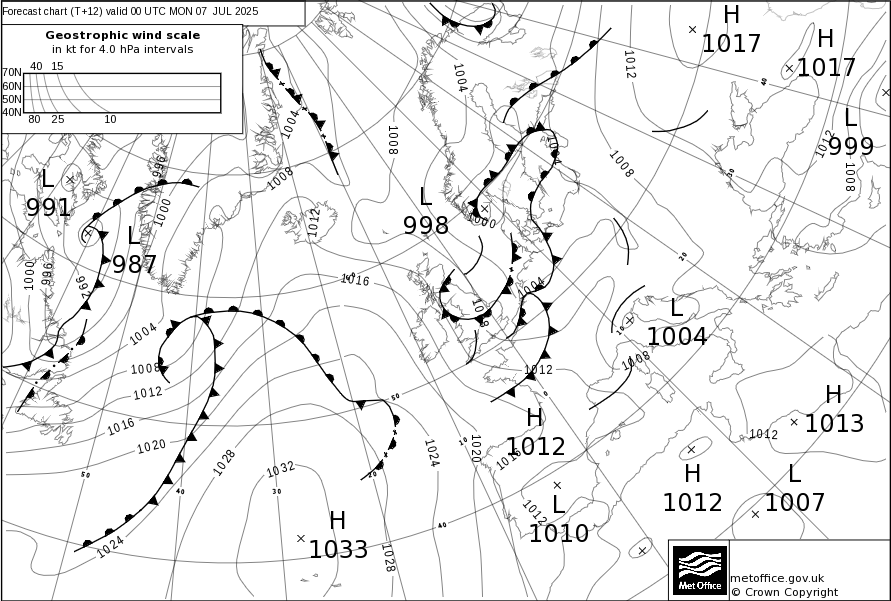 Forecast chart (T+12) valid 00 UTC MON 07 JUL 2025
Geostrophic wind scale
in kt for 4.0 hPa intervals
40 15
70N
60N
50N
40N
80 25 10
H
1017
H
1017
L
999
L
991
L
987
L
998
L
1004
H
1033
H
1012
L
1010
H
1012
H
1013
L
1007
1004
1008
1012
1008
1004
1012
1008
1012
1008
996
1000
1000
996
992
1016
1004
1008
1012
1016
1020
1028
1032
1024
1024
1020
1028
1000
1004
1008
1012
1016
1012
1008
1012
50
40
30
20
10
0
10
20
30
40
50
40
metoffice.gov.uk
© Crown Copyright
Met Office